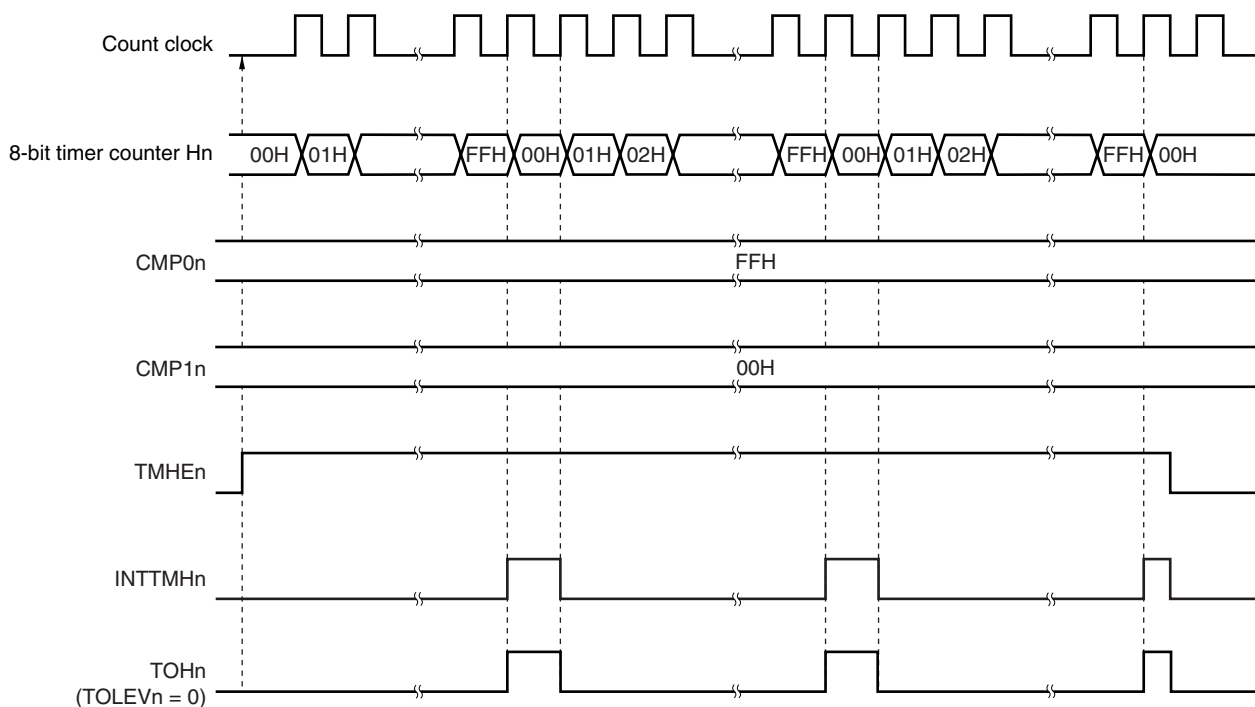 Count clock
8-bit timer counter Hn
00H 01H FFH 00H 01H 02H FFH 00H 01H 02H FFH 00H
CMP0n
FFH
CMP1n
00H
TMHEn
INTTMHn
TOHn
(TOLEVn = 0)